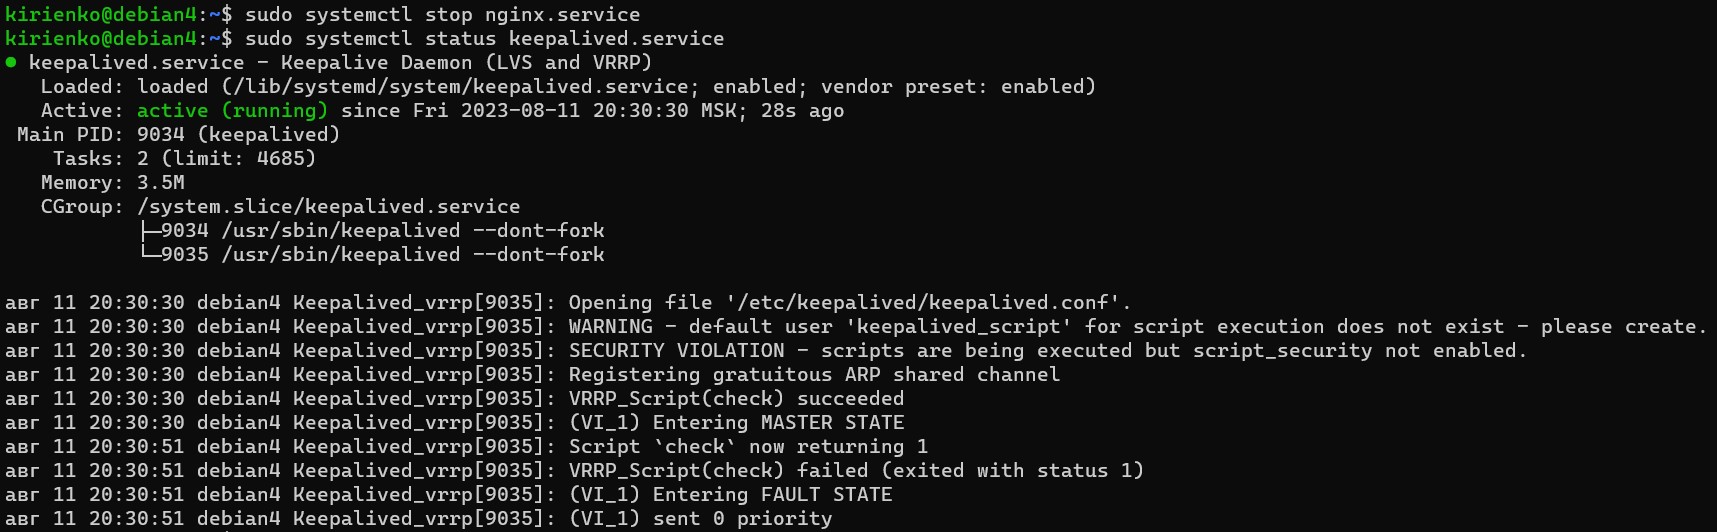 kirienko@debian4:~$ sudo systemctl stop nginx.service
kirienko@debian4:~$ sudo systemctl status keepalived.service
● keepalived.service - Keepalive Daemon (LVS and VRRP)
Loaded: loaded (/lib/systemd/system/keepalived.service; enabled; vendor preset: enabled)
Active: active (running) since Fri 2023-08-11 20:30:30 MSK; 28s ago
Main PID: 9034 (keepalived)
Tasks: 2 (limit: 4685)
Memory: 3.5M
CGroup: /system.slice/keepalived.service
├─9034 /usr/sbin/keepalived --dont-fork
└─9035 /usr/sbin/keepalived --dont-fork
авг 11 20:30:30 debian4 Keepalived_vrrp[9035]: Opening file '/etc/keepalived/keepalived.conf'.
авг 11 20:30:30 debian4 Keepalived_vrrp[9035]: WARNING - default user 'keepalived_script' for script execution does not exist - please create.
авг 11 20:30:30 debian4 Keepalived_vrrp[9035]: SECURITY VIOLATION - scripts are being executed but script_security not enabled.
авг 11 20:30:30 debian4 Keepalived_vrrp[9035]: Registering gratuitous ARP shared channel
авг 11 20:30:30 debian4 Keepalived_vrrp[9035]: VRRP_Script(check) succeeded
авг 11 20:30:30 debian4 Keepalived_vrrp[9035]: (VI_1) Entering MASTER STATE
авг 11 20:30:51 debian4 Keepalived_vrrp[9035]: Script `check` now returning 1
авг 11 20:30:51 debian4 Keepalived_vrrp[9035]: VRRP_Script(check) failed (exited with status 1)
авг 11 20:30:51 debian4 Keepalived_vrrp[9035]: (VI_1) Entering FAULT STATE
авг 11 20:30:51 debian4 Keepalived_vrrp[9035]: (VI_1) sent 0 priority